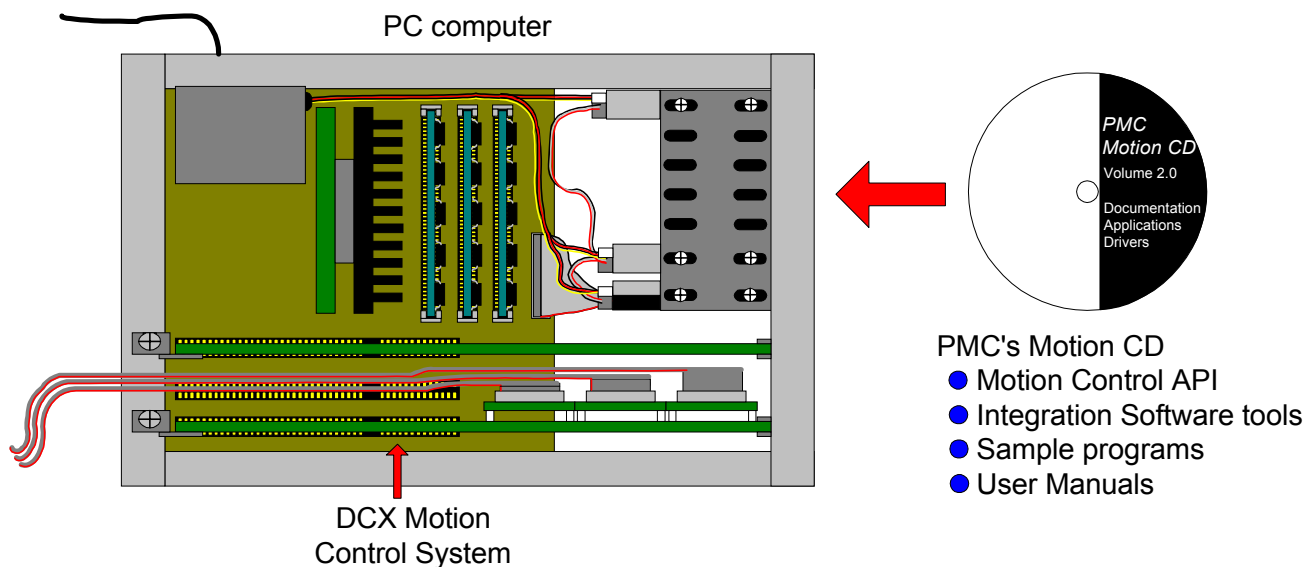 PC computer
PMC
Motion CD
Volume 2.0
Documentation
Applications
Drivers
PMC's Motion CD
Motion Control API
Integration Software tools
Sample programs
User Manuals
DCX Motion
Control System